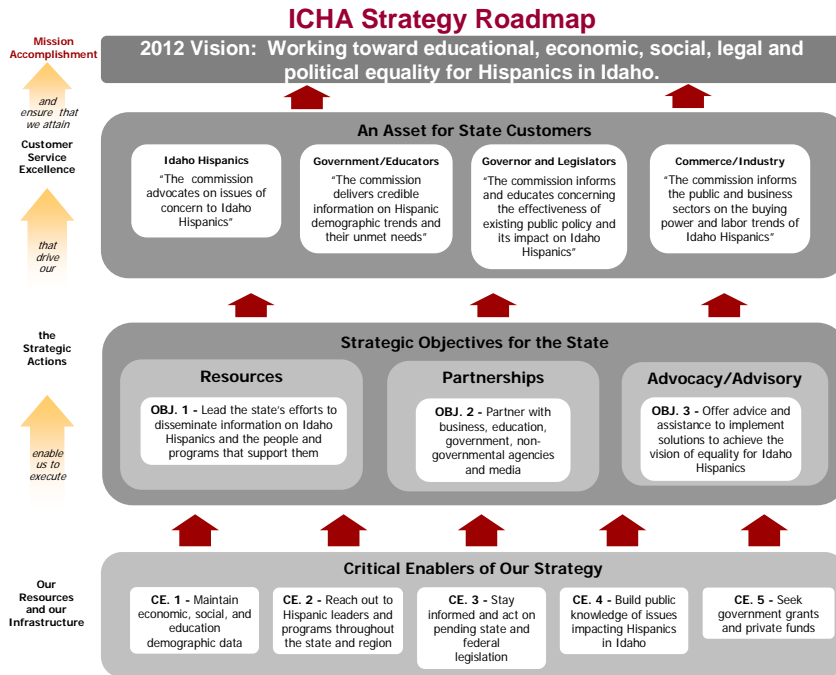 ICHA Strategy Roadmap
Mission
Accomplishment
2012 Vision:  Working toward educational, economic, social, legal and
political equality for Hispanics in Idaho.
and
ensure that
we attain
Customer
Service
Excellence
An Asset for State Customers
Idaho Hispanics
"The commission
advocates on issues of
concern to Idaho
Hispanics"
Government/Educators
"The commission
delivers credible
information on Hispanic
demographic trends and
their unmet needs"
Governor and Legislators
"The commission informs
and educates concerning
the effectiveness of
existing public policy and
its impact on Idaho
Hispanics"
Commerce/Industry
"The commission informs
the public and business
sectors on the buying
power and labor trends of
Idaho Hispanics"
that
drive
our
the
Strategic
Actions
Strategic Objectives for the State
Resources
OBJ. 1 - Lead the state's efforts to
disseminate information on Idaho
Hispanics and the people and
programs that support them
Partnerships
OBJ. 2 - Partner with
business, education,
government, non-
governmental agencies
and media
Advocacy/Advisory
OBJ. 3 - Offer advice and
assistance to implement
solutions to achieve the
vision of equality for Idaho
Hispanics
enable
us to
execute
Our
Resources
and our
Infrastructure
Critical Enablers of Our Strategy
CE. 1 - Maintain
economic, social, and
education
demographic data
CE. 2 - Reach out to
Hispanic leaders and
programs throughout
the state and region
CE. 3 - Stay
informed and act on
pending state and
federal
legislation
CE. 4 - Build public
knowledge of issues
impacting Hispanics
in Idaho
CE. 5 - Seek
government grants
and private funds